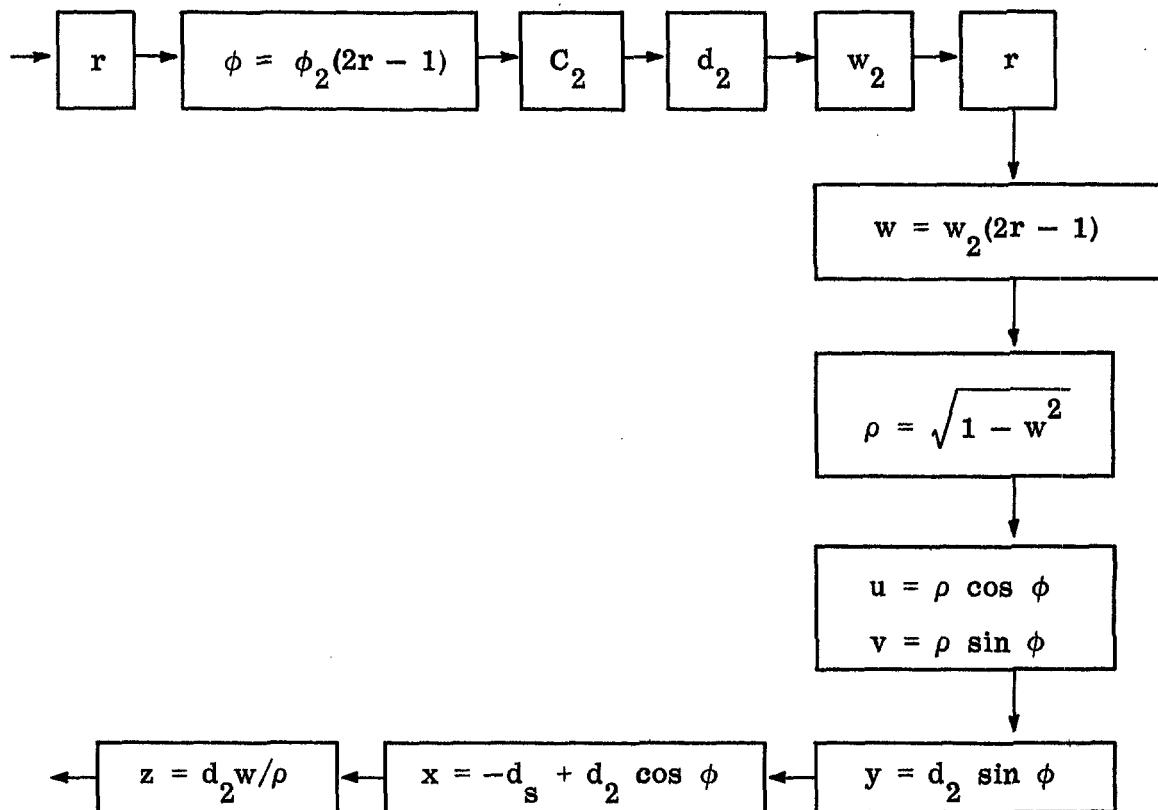 r
φ = φ₂(2r − 1)
C₂
d₂
w₂
r
w = w₂(2r − 1)
ρ = √(1 − w²)
u = ρ cos φ
v = ρ sin φ
y = d₂ sin φ
x = −dₛ + d₂ cos φ
z = d₂w/ρ